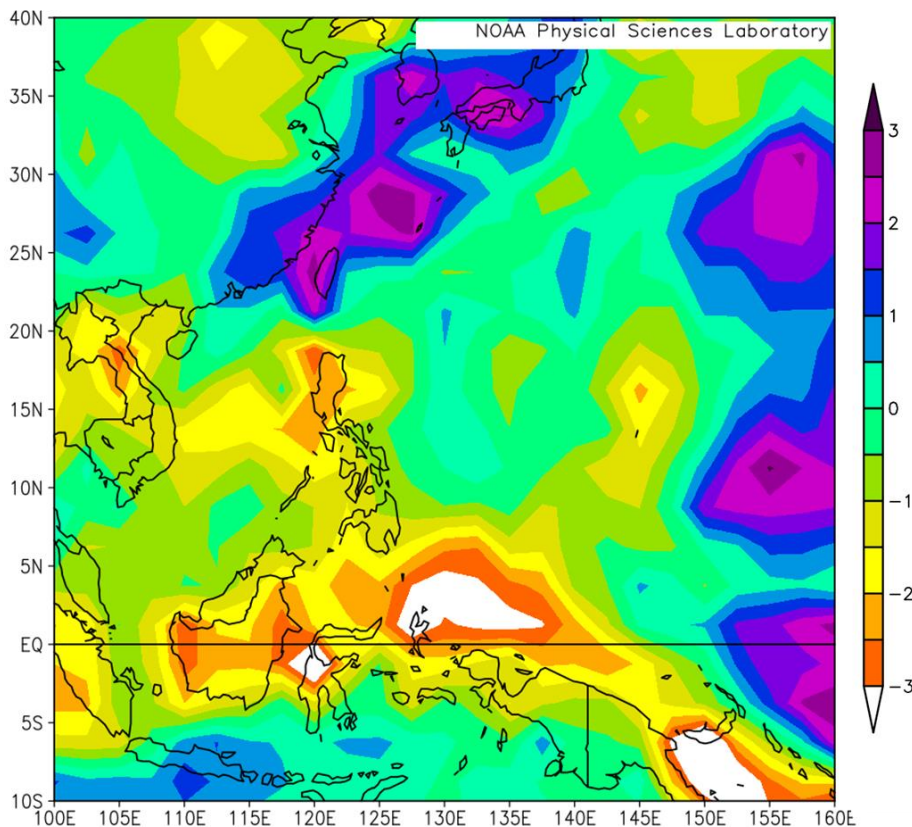 NOAA Physical Sciences Laboratory
40N
35N
30N
25N
20N
15N
10N
5N
EQ
5S
10S
100E 105E 110E 115E 120E 125E 130E 135E 140E 145E 150E 155E 160E
3
2
1
0
-1
-2
-3